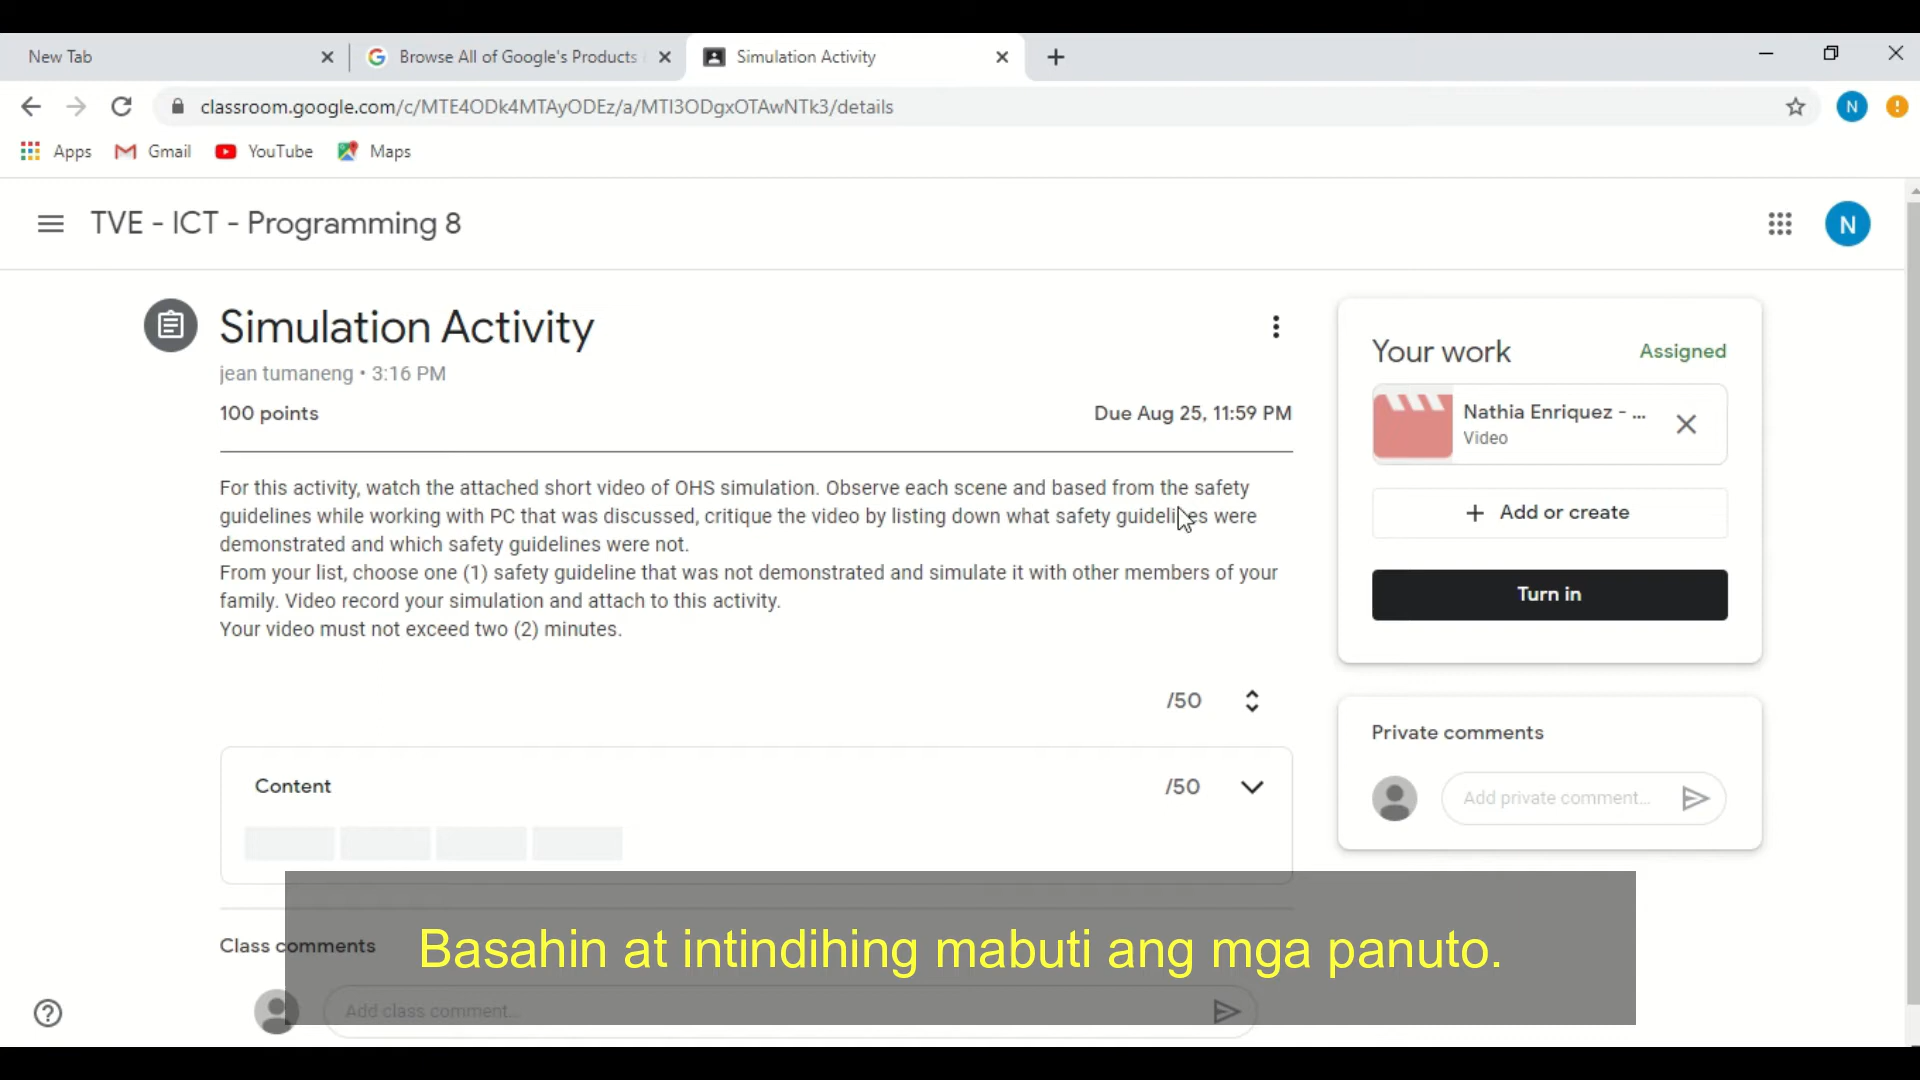 New Tab
Browse All of Google's Products
Simulation Activity
classroom.google.com/c/MTE4ODk4MTAyODEz/a/MTI3ODgxOTAwNTk3/details
N
Apps
Gmail
YouTube
Maps
TVE - ICT - Programming 8
N
Simulation Activity
jean tumaneng • 3:16 PM
100 points
Due Aug 25, 11:59 PM
For this activity, watch the attached short video of OHS simulation. Observe each scene and based from the safety
guidelines while working with PC that was discussed, critique the video by listing down what safety guidelines were
demonstrated and which safety guidelines were not.
From your list, choose one (1) safety guideline that was not demonstrated and simulate it with other members of your
family. Video record your simulation and attach to this activity.
Your video must not exceed two (2) minutes.
/50
Content
/50
Class comments
Add class comment...
Your work
Assigned
Nathia Enriquez - ...
Video
+ Add or create
Turn in
Private comments
Add private comment...
Basahin at intindihing mabuti ang mga panuto.